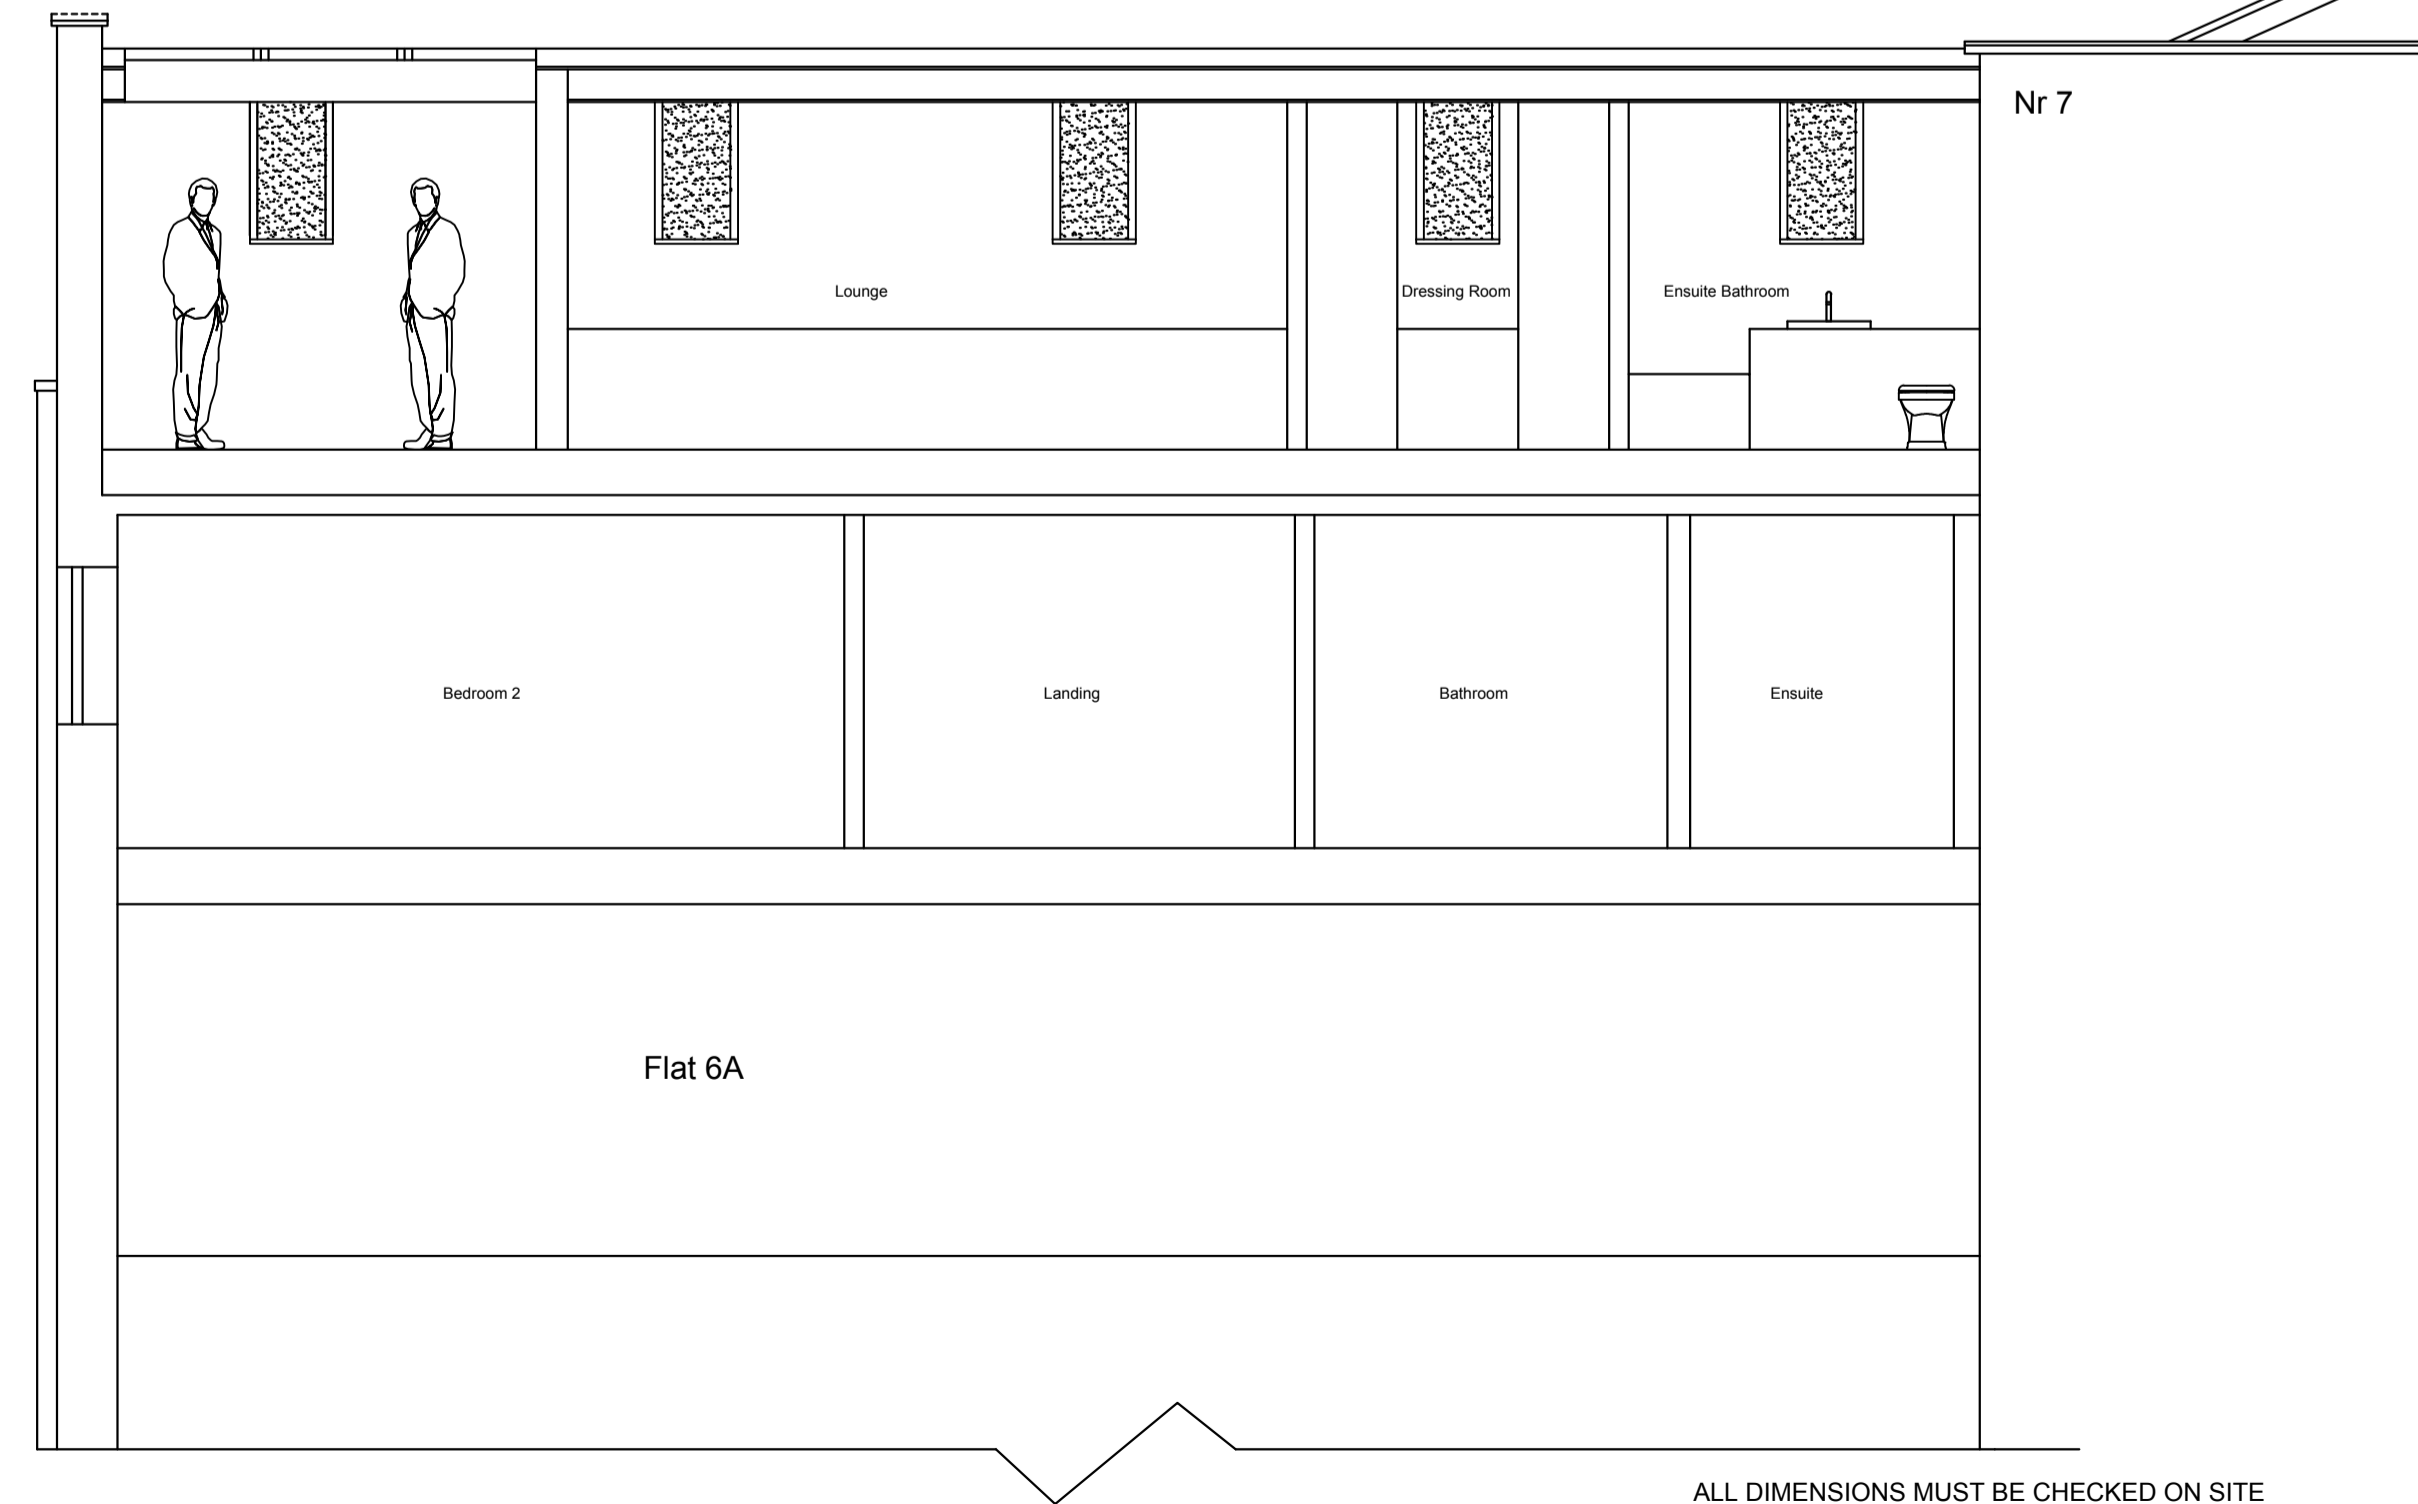 Nr 7
Lounge
Dressing Room
Ensuite Bathroom
Bedroom 2
Landing
Bathroom
Ensuite
Flat 6A
ALL DIMENSIONS MUST BE CHECKED ON SITE